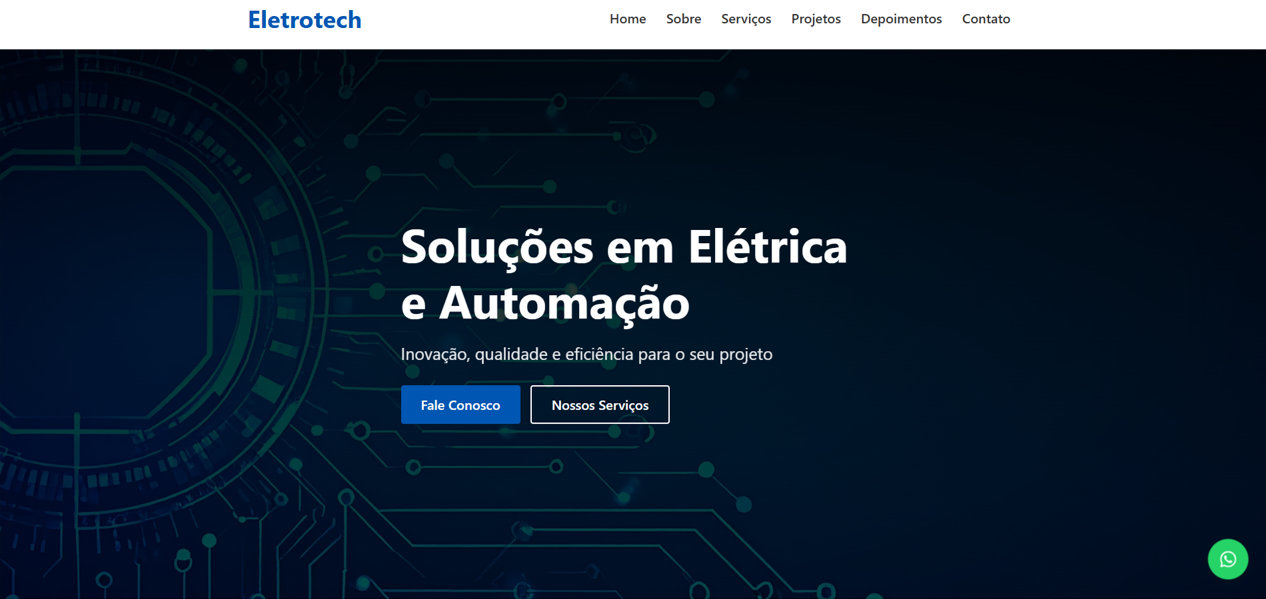 Eletrotech
Home Sobre Serviços Projetos Depoimentos Contato
Soluções em Elétrica
e Automação
Inovação, qualidade e eficiência para o seu projeto
Fale Conosco Nossos Serviços